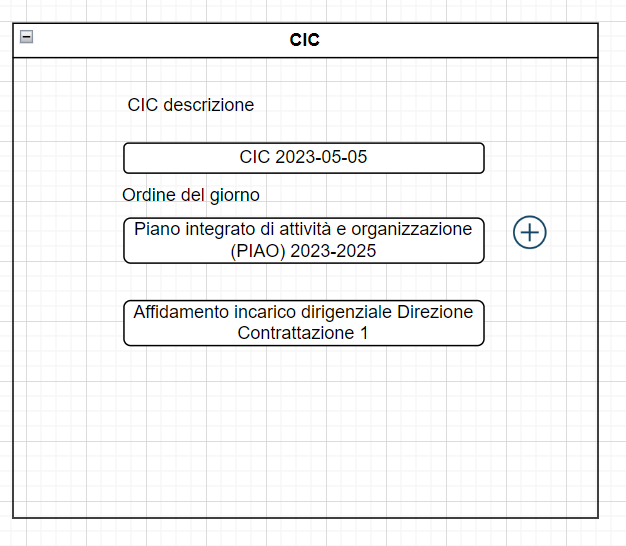 CIC
CIC descrizione
CIC 2023-05-05
Ordine del giorno
Piano integrato di attività e organizzazione
(PIAO) 2023-2025
Affidamento incarico dirigenziale Direzione
Contrattazione 1